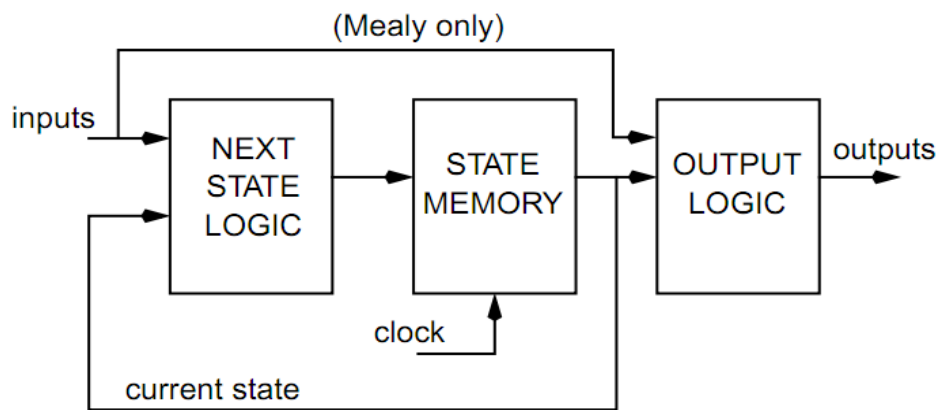 (Mealy only)
inputs
NEXT
STATE
LOGIC
STATE
MEMORY
OUTPUT
LOGIC
outputs
clock
current state